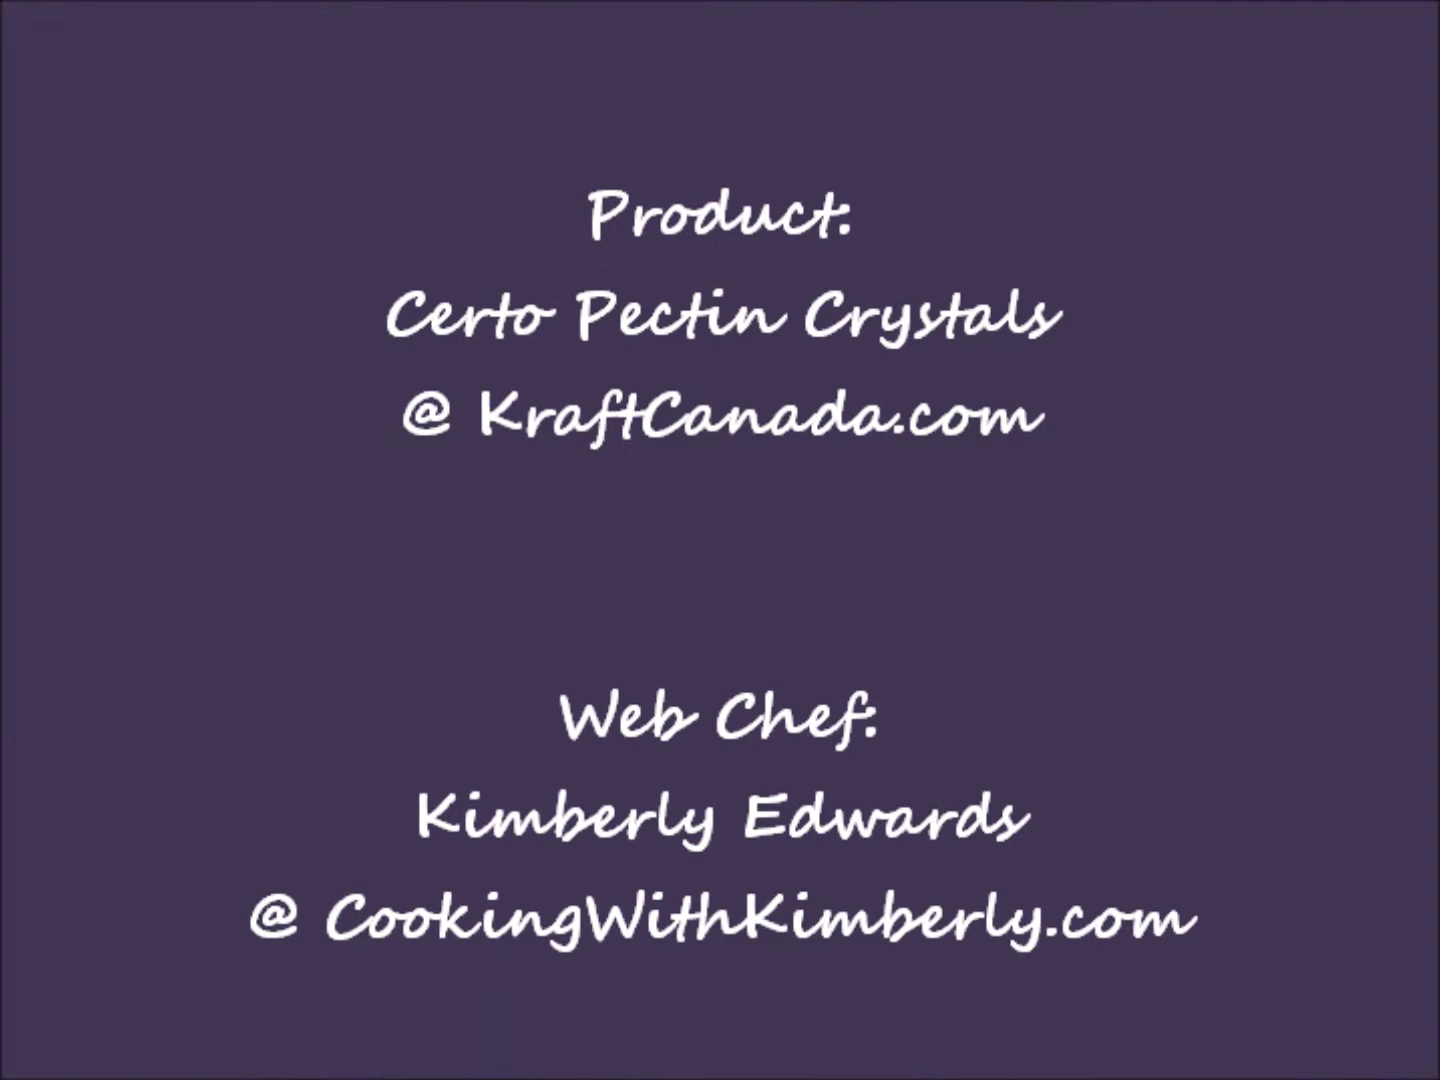 Product:
Certo Pectin Crystals
@ KraftCanada.com
Web Chef:
Kimberly Edwards
@ CookingWithKimberly.com